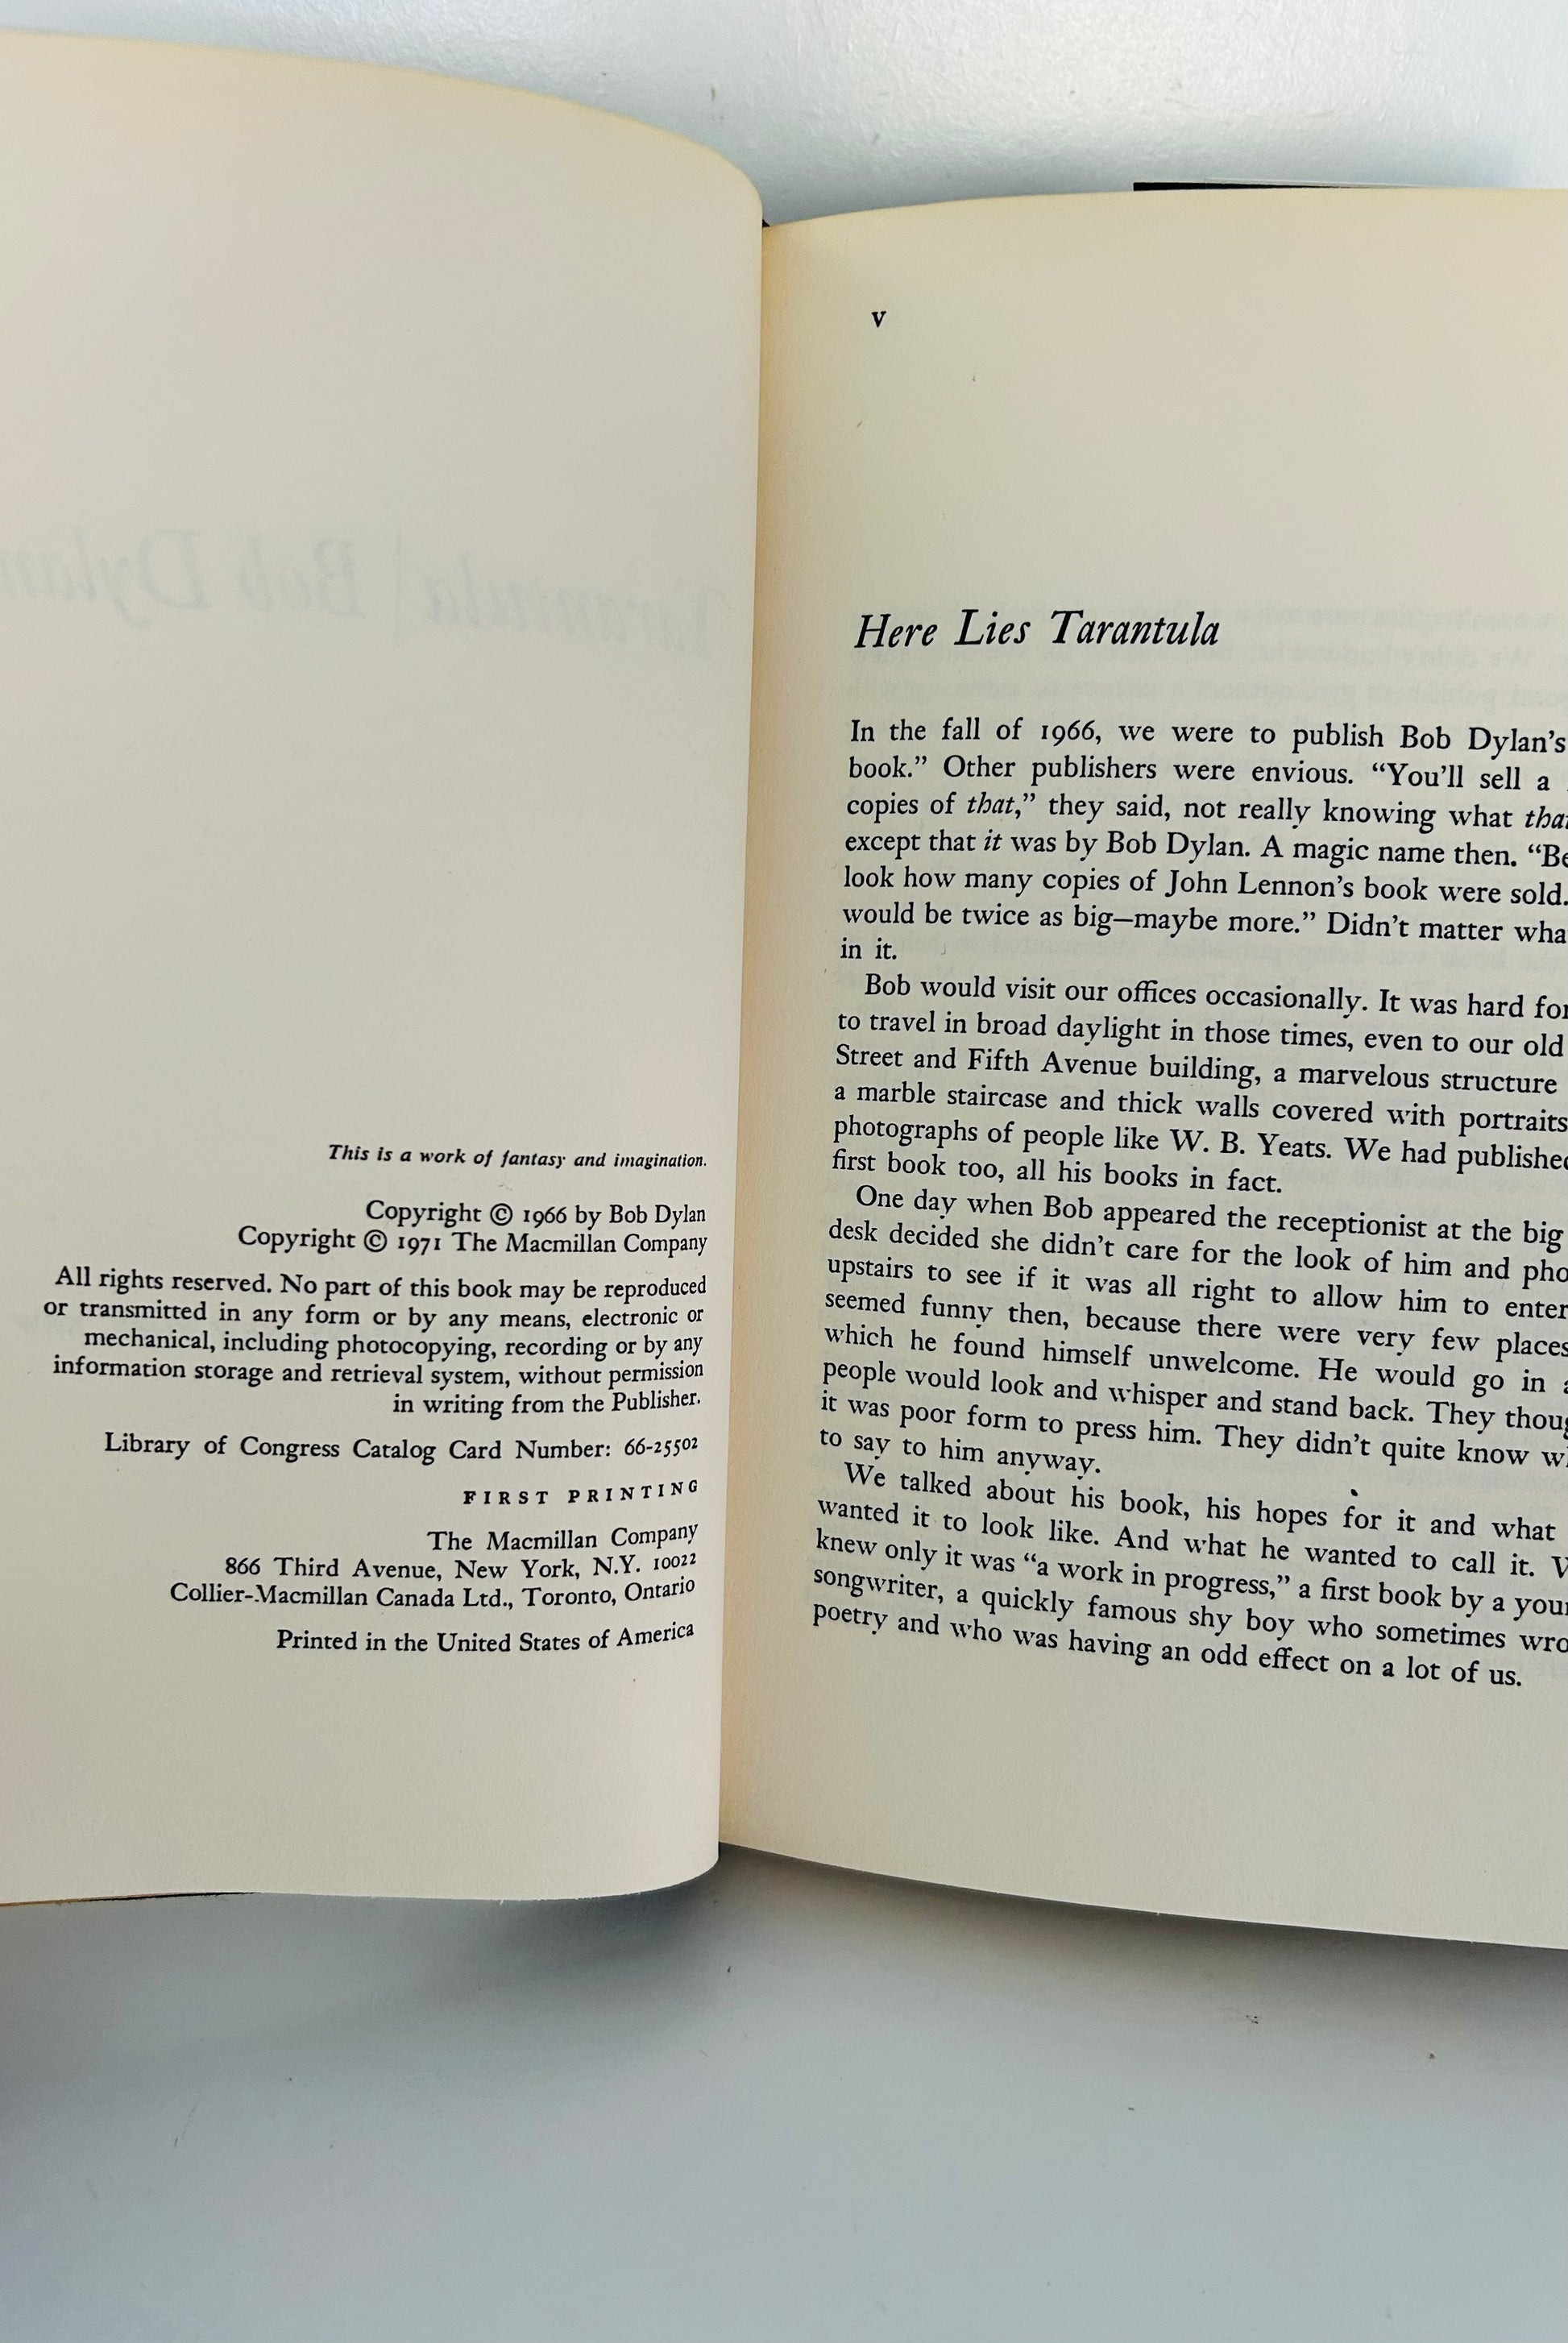 This is a work of fantasy and imagination.
Copyright © 1966 by Bob Dylan
Copyright © 1971 The Macmillan Company
All rights reserved. No part of this book may be reproduced
or transmitted in any form or by any means, electronic or
mechanical, including photocopying, recording or by any
information storage and retrieval system, without permission
in writing from the Publisher.
Library of Congress Catalog Card Number: 66-25502
FIRST PRINTING
The Macmillan Company
866 Third Avenue, New York, N.Y. 10022
Collier-Macmillan Canada Ltd., Toronto, Ontario
Printed in the United States of America
v
Here Lies Tarantula
In the fall of 1966, we were to publish Bob Dylan's
book.” Other publishers were envious. “You'll sell a
copies of that,” they said, not really knowing what
except that it was by Bob Dylan. A magic name then.
look how many copies of John Lennon's book were sold.
would be twice as big—maybe more.” Didn't matter
in it.
Bob would visit our offices occasionally. It was hard for
to travel in broad daylight in those times, even to our old
Street and Fifth Avenue building, a marvelous structure
a marble staircase and thick walls covered with portraits
photographs of people like W. B. Yeats. We had published
first book too, all his books in fact.
One day when Bob appeared the receptionist at the big
desk decided she didn't care for the look of him and
upstairs to see if it was all right to allow him to enter
seemed funny then, because there were very few places
which he found himself unwelcome. He would go in
people would look and whisper and stand back. They
it was poor form to press him. They didn't quite know
to say to him anyway.
We talked about his book, his hopes for it and what
wanted it to look like. And what he wanted to call it.
knew only it was “a work in progress,” a first book by a
songwriter, a quickly famous shy boy who sometimes
poetry and who was having an odd effect on a lot of us.